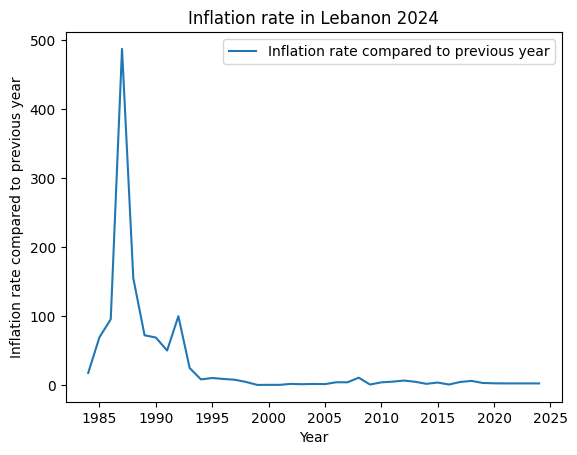 Inflation rate in Lebanon 2024
Inflation rate compared to previous year
Inflation rate compared to previous year
500
400
300
200
100
0
1985 1990 1995 2000 2005 2010 2015 2020 2025
Year